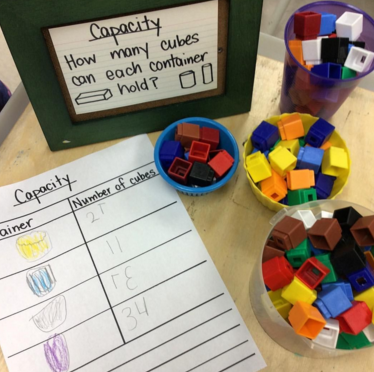 Capacity
How many cubes
can each container
hold?
Capacity
ainer
Number of cubes
11
34